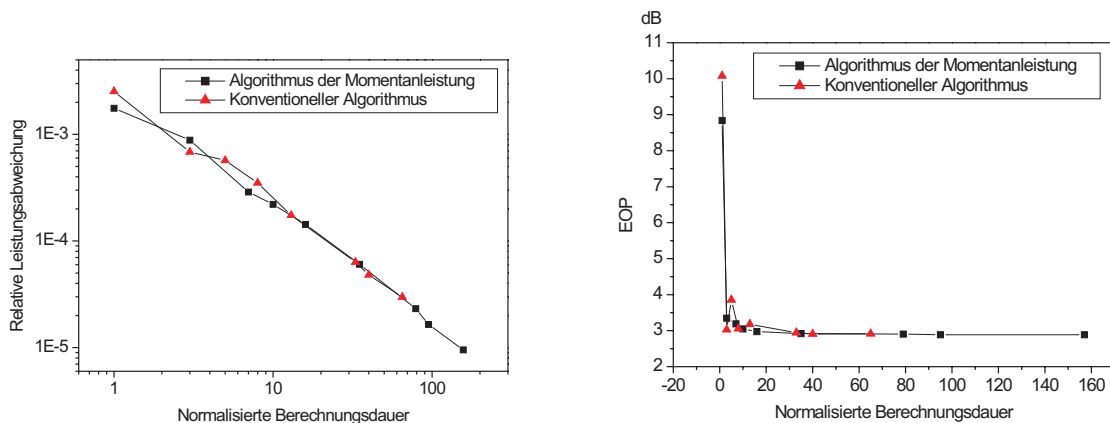 Algorithmus der Momentanleistung
Konventioneller Algorithmus
1E-3
1E-4
1E-5
Relative Leistungsabweichung
1 10 100
Normalisierte Berechnungsdauer
dB
11
10
9
8
7
6
5
4
3
2
EOP
Algorithmus der Momentanleistung
Konventioneller Algorithmus
-20 0 20 40 60 80 100 120 140 160
Normalisierte Berechnungsdauer